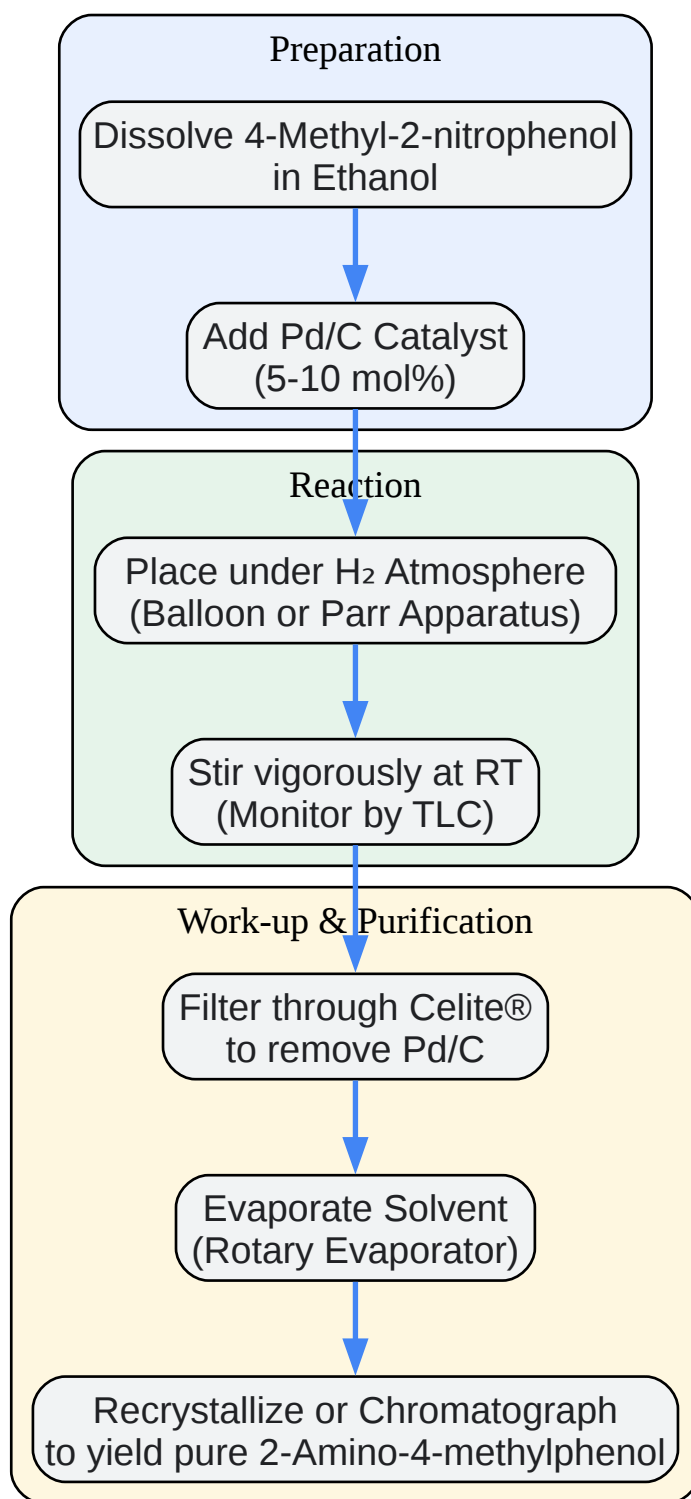 Preparation
Dissolve 4-Methyl-2-nitrophenol
in Ethanol
Add Pd/C Catalyst
(5-10 mol%)
Reaction
Place under H₂ Atmosphere
(Balloon or Parr Apparatus)
Stir vigorously at RT
(Monitor by TLC)
Work-up & Purification
Filter through Celite®
to remove Pd/C
Evaporate Solvent
(Rotary Evaporator)
Recrystallize or Chromatograph
to yield pure 2-Amino-4-methylphenol